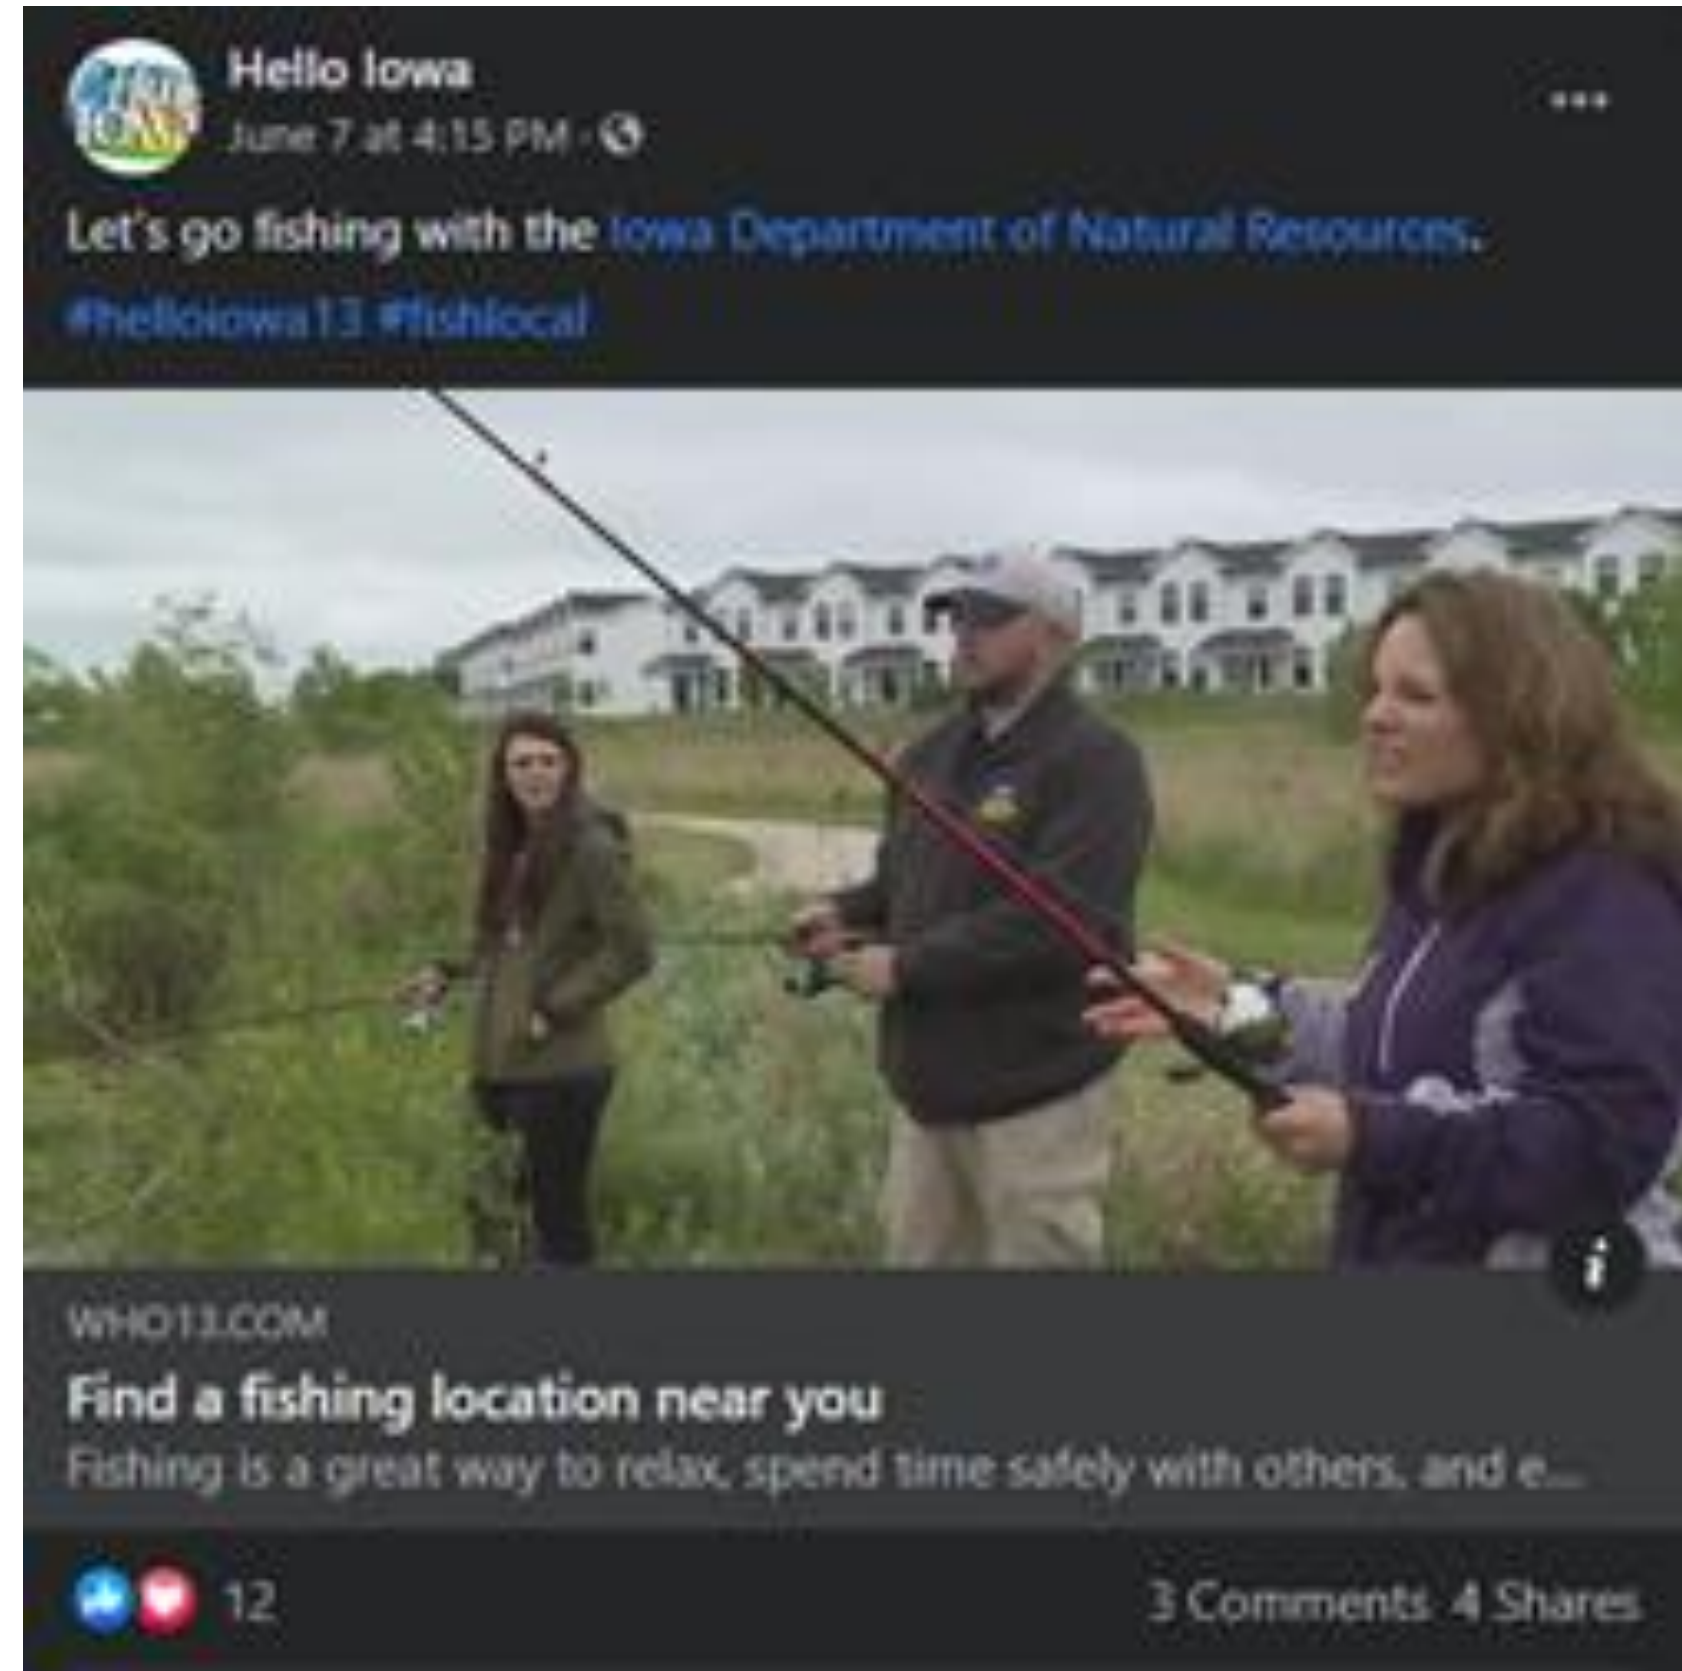 Hello Iowa
June 7 at 4:15 PM ·
Let's go fishing with the Iowa Department of Natural Resources.
#helloiowa13 #fishlocal
WHO13.COM
Find a fishing location near you
Fishing is a great way to relax, spend time safely with others, and e...
12
3 Comments 4 Shares